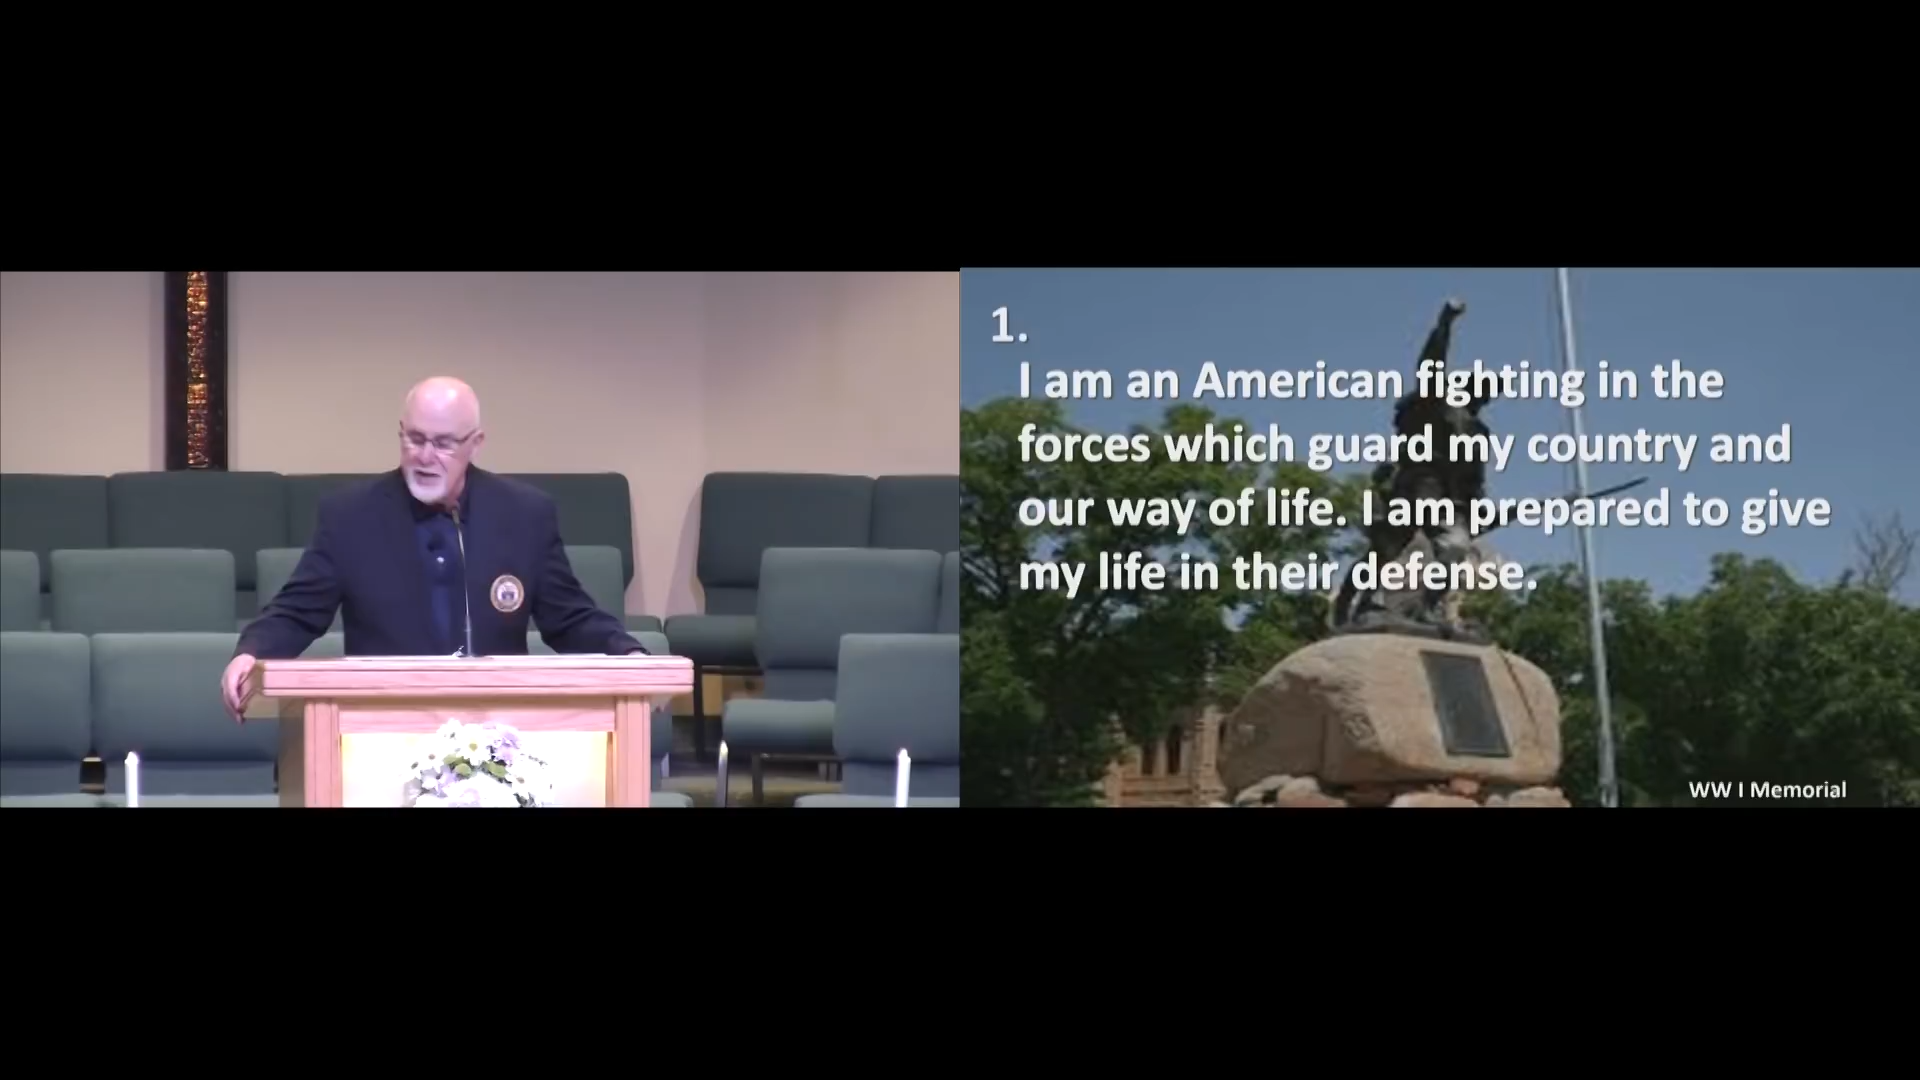 1.
I am an American fighting in the
forces which guard my country and
our way of life. I am prepared to give
my life in their defense.
WW I Memorial